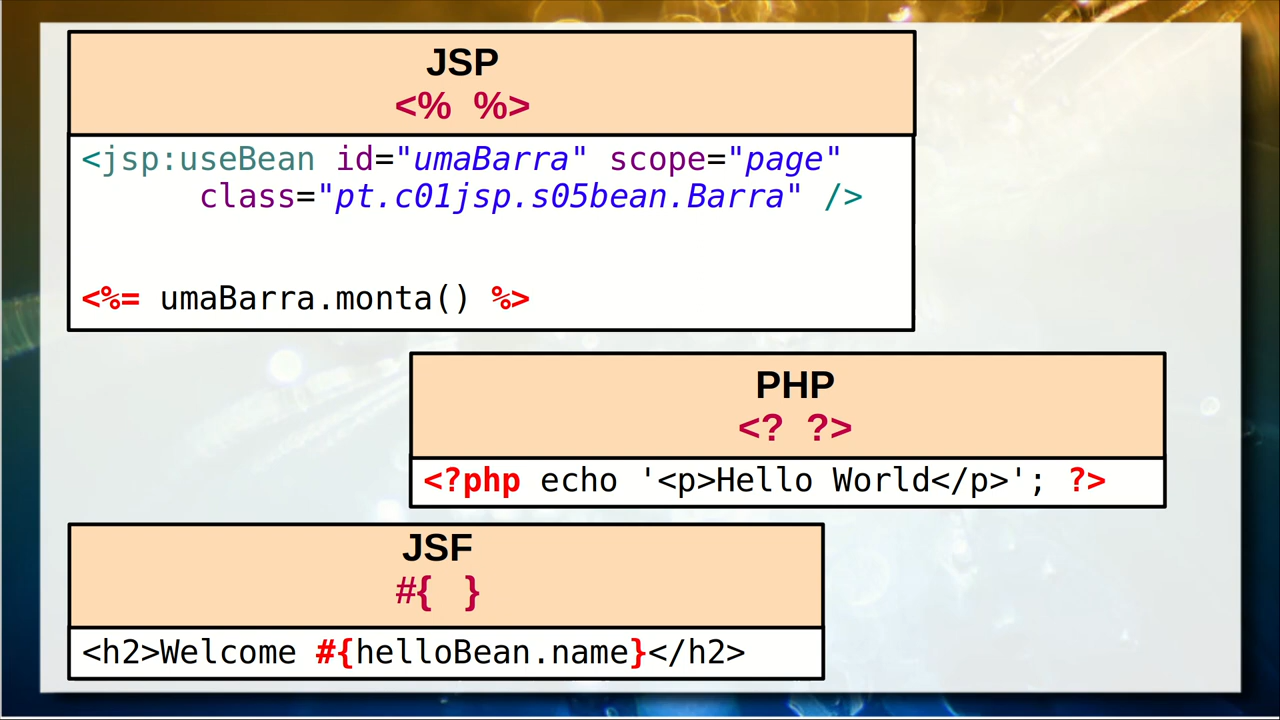 JSP
<% %>
<jsp:useBean id="umaBarra" scope="page"
class="pt.c01jsp.s05bean.Barra" />
<%= umaBarra.monta() %>
PHP
<? ?>
<?php echo '<p>Hello World</p>'; ?>
JSF
#{ }
<h2>Welcome #{helloBean.name}</h2>